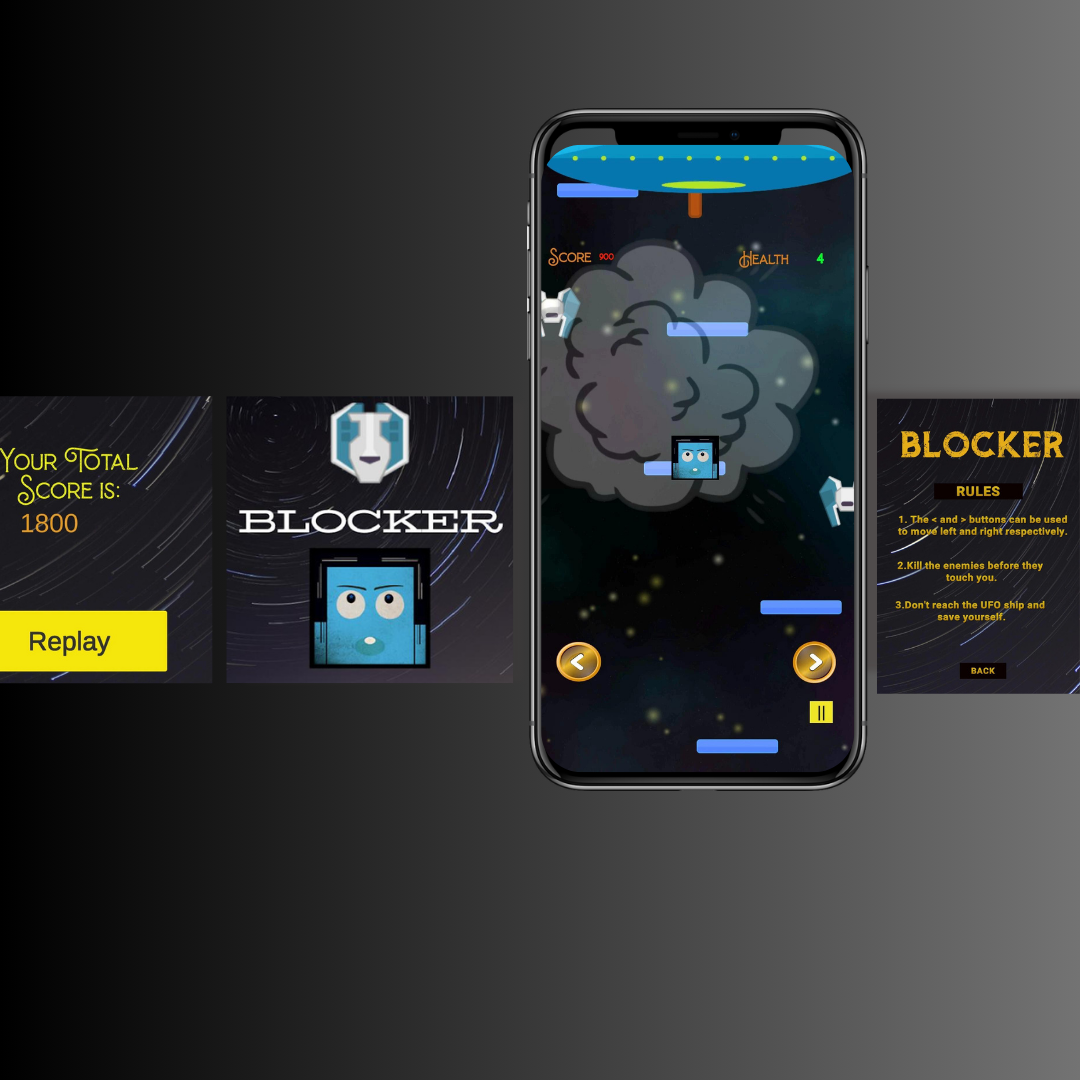 Your Total
Score is:
1800
Replay
BLOCKER
Score 900
Health 4
<
>
||
BLOCKER
RULES
1. The < and > buttons can be used
to move left and right respectively.
2.Kill the enemies before they
touch you.
3.Don't reach the UFO ship and
save yourself.
BACK